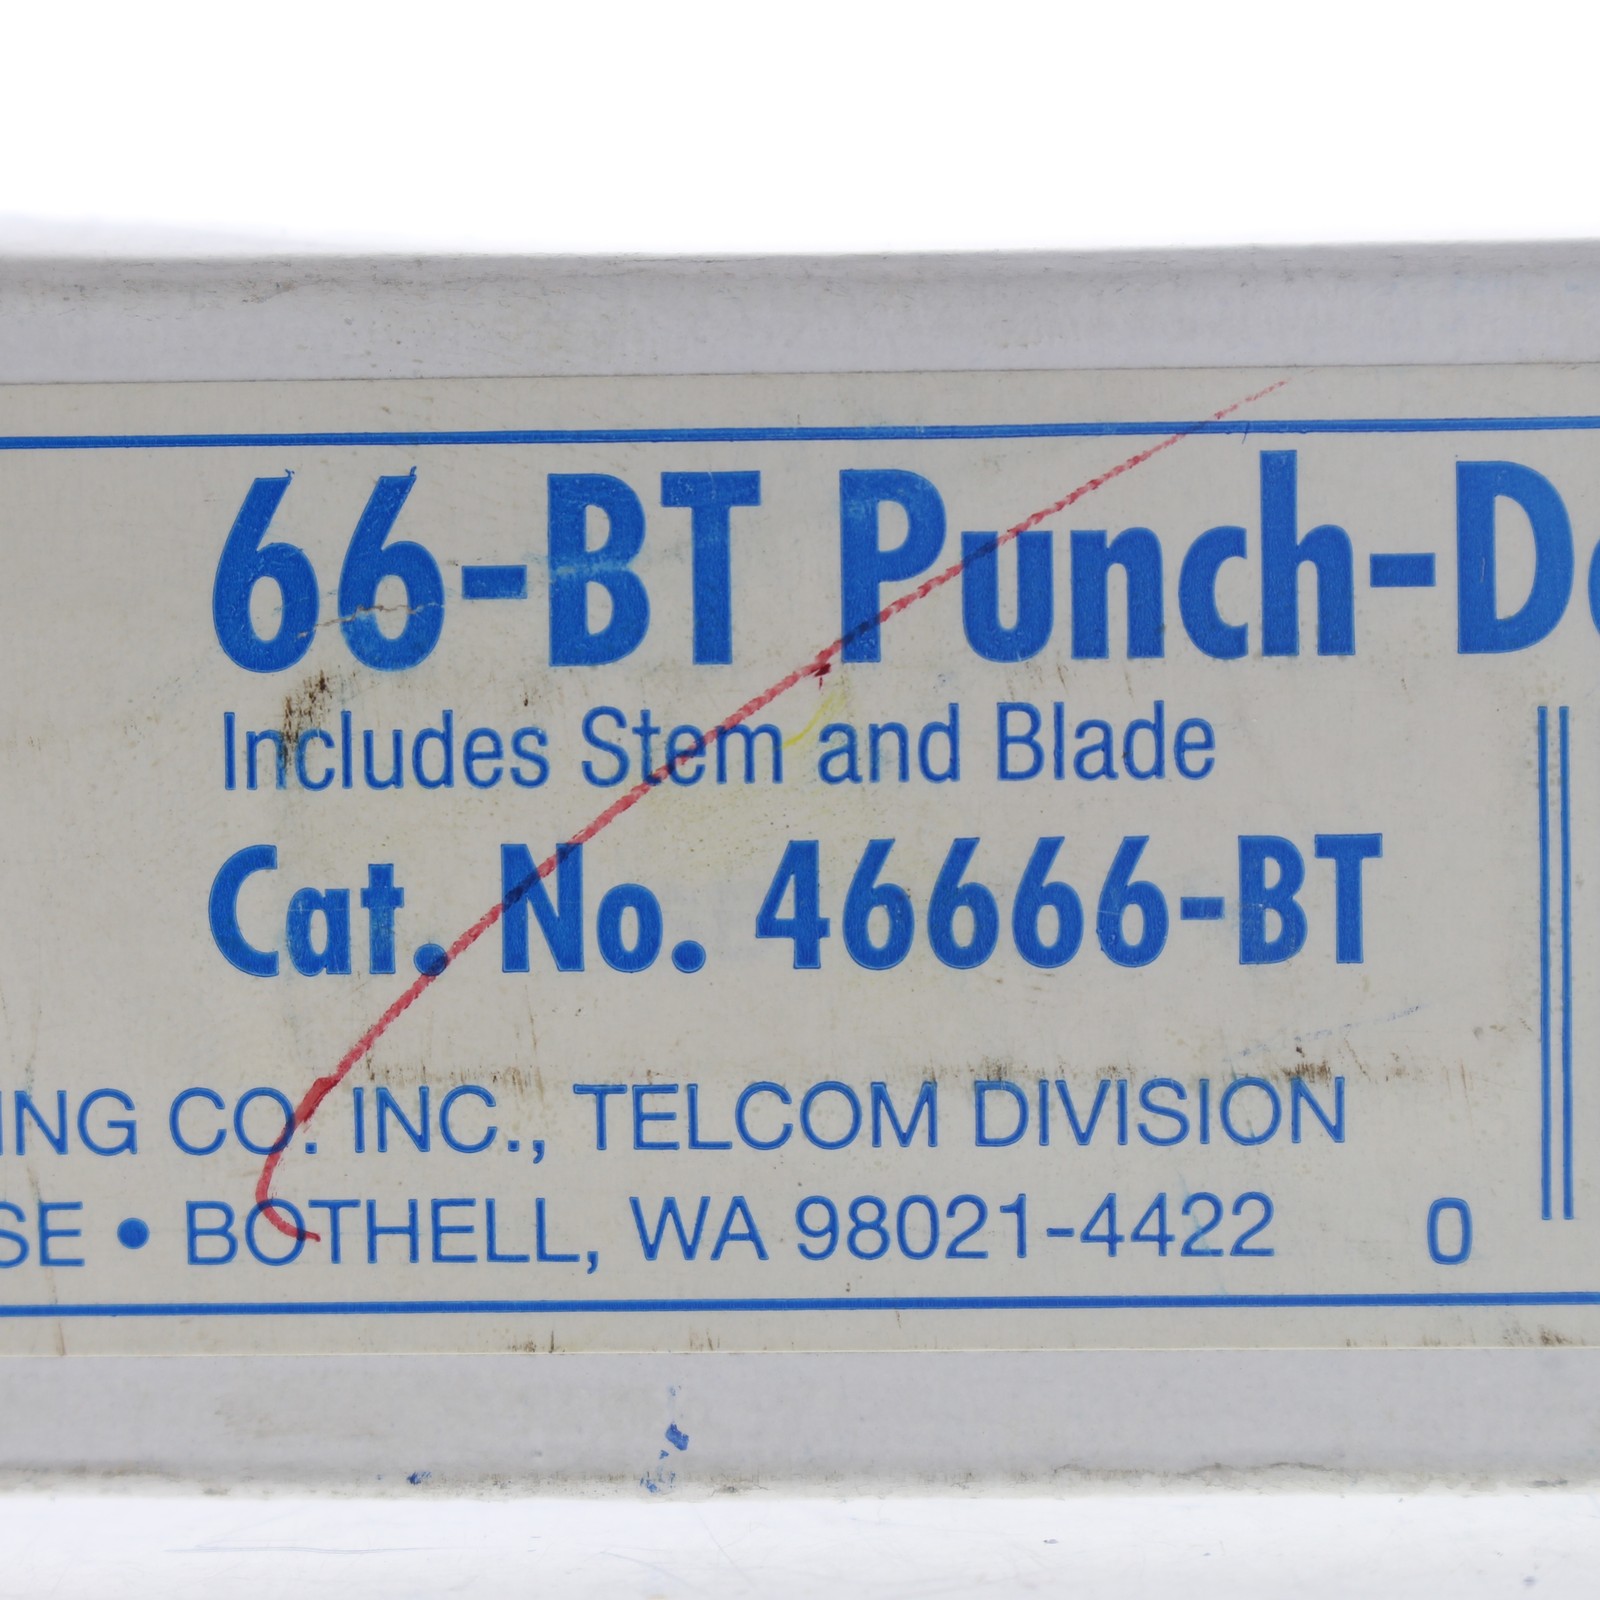 66-BT Punch-D
Includes Stem and Blade
Cat. No. 46666-BT
ING CO. INC., TELCOM DIVISION
SE • BOTHELL, WA 98021-4422 0